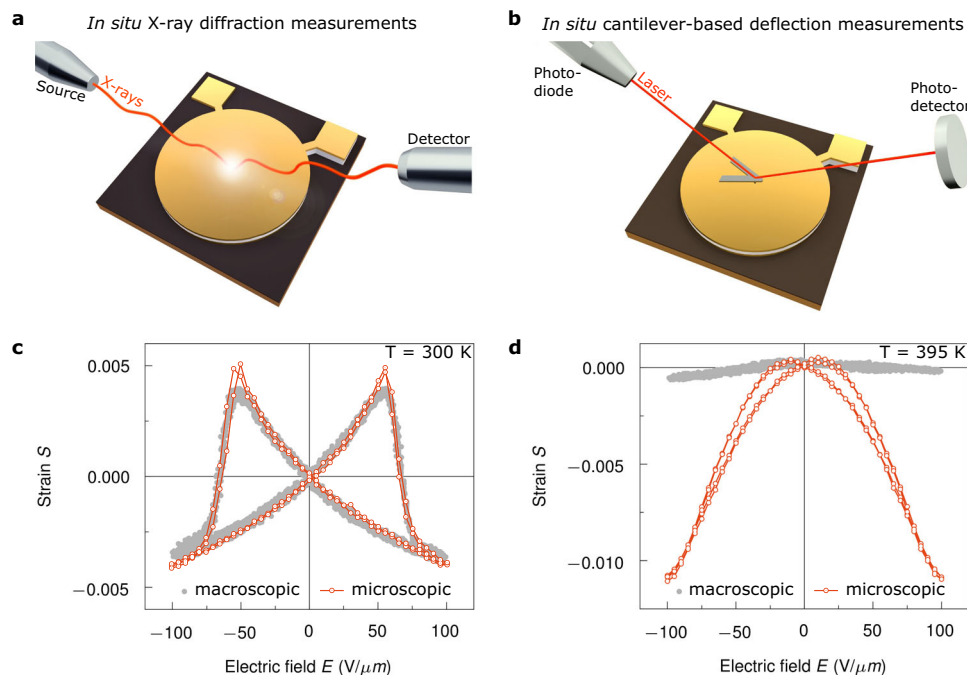 a
In situ X-ray diffraction measurements
Source
X-rays
Detector
b
In situ cantilever-based deflection measurements
Photo-
diode
Laser
Photo-
detector
c
T = 300 K
0.005
0.000
−0.005
Strain S
macroscopic
microscopic
−100
−50
0
50
100
Electric field E (V/μm)
d
T = 395 K
0.000
−0.005
−0.010
Strain S
macroscopic
microscopic
−100
−50
0
50
100
Electric field E (V/μm)